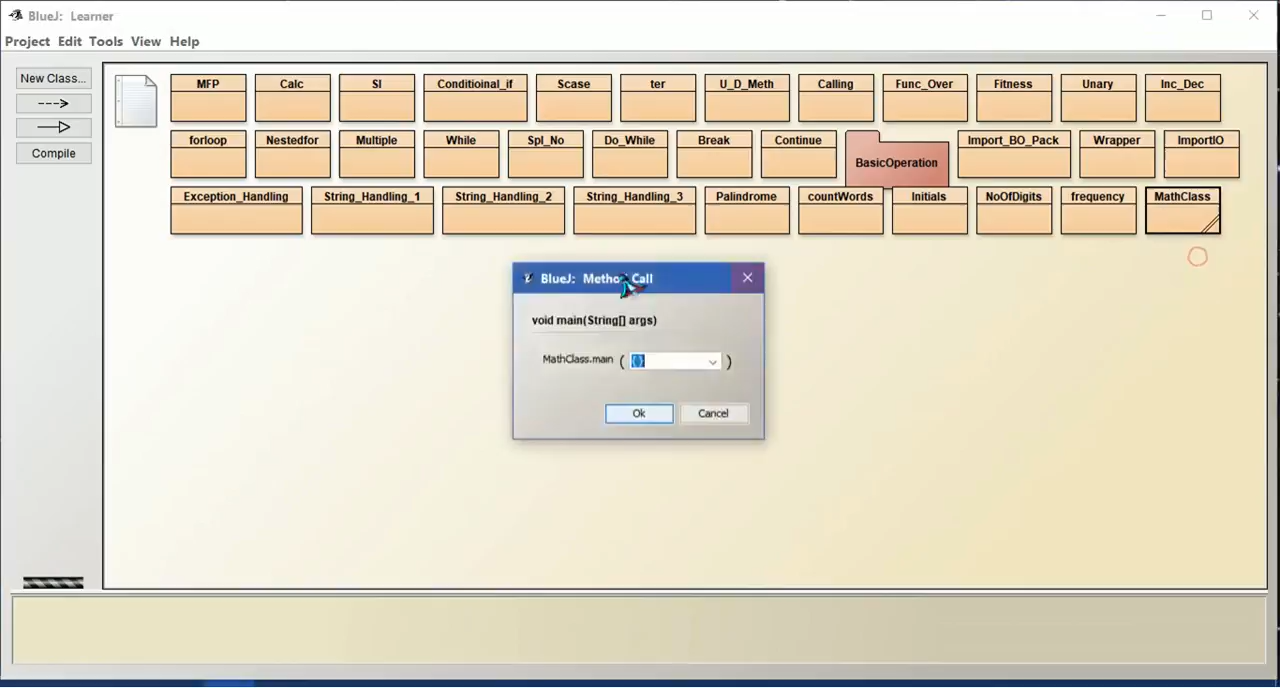 BlueJ: Learner
Project Edit Tools View Help
New Class...
Compile
MFP Calc SI Conditioinal_if Scase ter U_D_Meth Calling Func_Over Fitness Unary Inc_Dec
forloop Nestedfor Multiple While Spl_No Do_While Break Continue BasicOperation Import_BO_Pack Wrapper ImportIO
Exception_Handling String_Handling_1 String_Handling_2 String_Handling_3 Palindrome countWords Initials NoOfDigits frequency MathClass
BlueJ: Method Call
void main(String[] args)
MathClass.main ( {} )
Ok Cancel